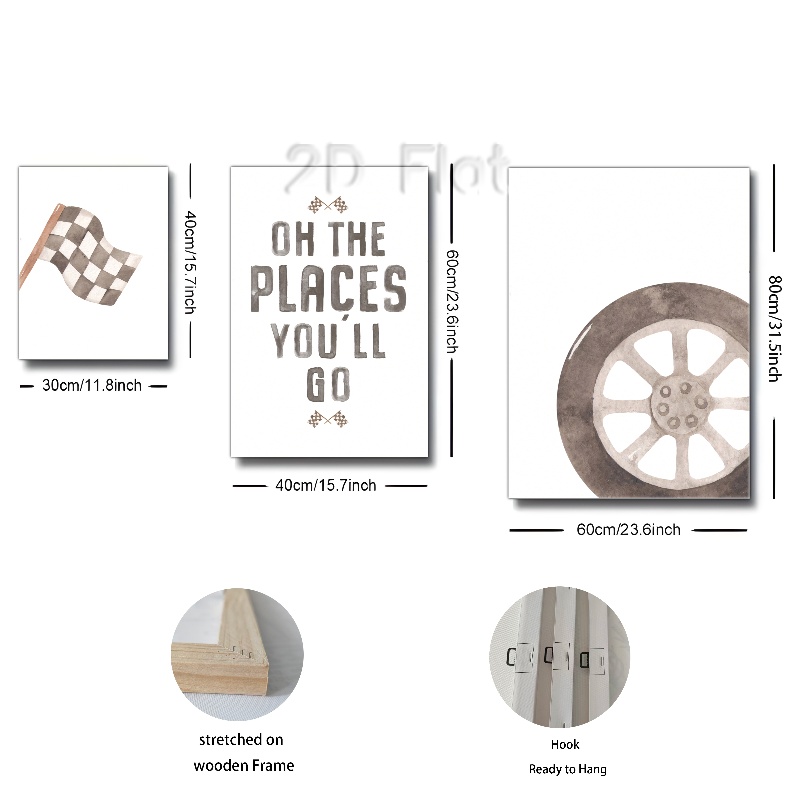 2D Flat
OH THE
PLACES
YOU'LL
GO
40cm/15.7inch
60cm/23.6inch
80cm/31.5inch
30cm/11.8inch
40cm/15.7inch
60cm/23.6inch
stretched on
wooden Frame
Hook
Ready to Hang